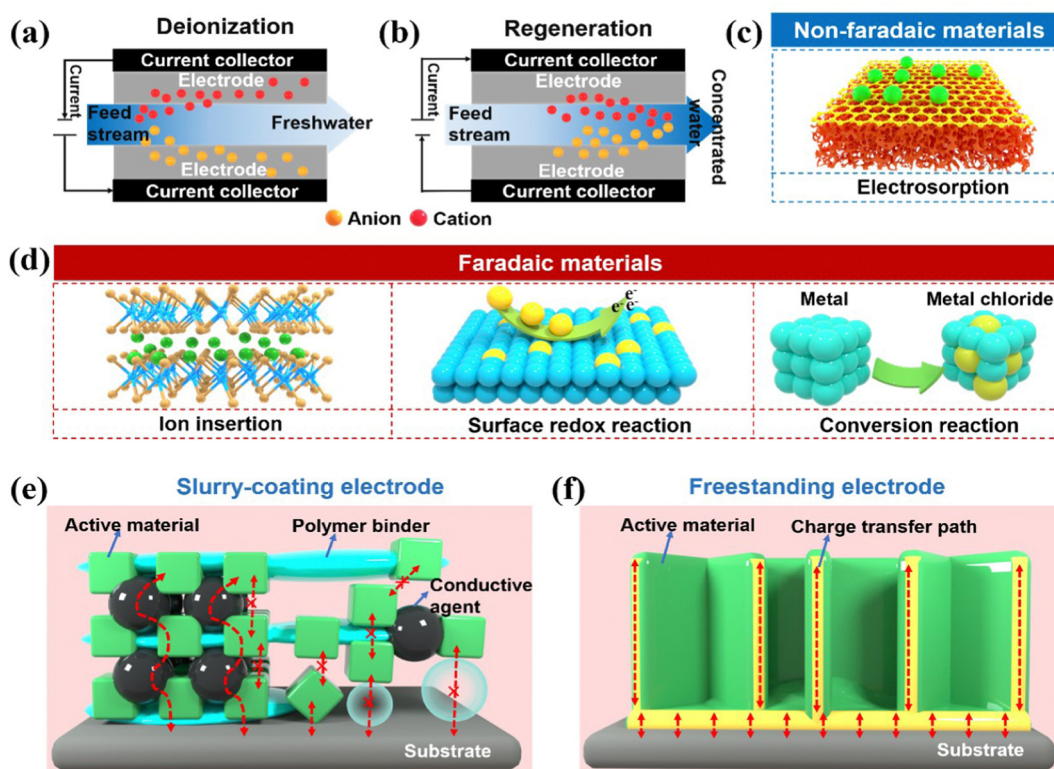 (a)
Deionization
Current collector
Electrode
Current
Feed
stream
Freshwater
Electrode
Current collector
(b)
Regeneration
Current collector
Electrode
Current
Feed
stream
Concentrated
water
Electrode
Current collector
Anion
Cation
(c)
Non-faradaic materials
Electrosorption
(d)
Faradaic materials
Ion insertion
e-
e-e-
Surface redox reaction
Metal
Metal chloride
Conversion reaction
(e)
Slurry-coating electrode
Active material
Polymer binder
Conductive
agent
Substrate
(f)
Freestanding electrode
Active material
Charge transfer path
Substrate